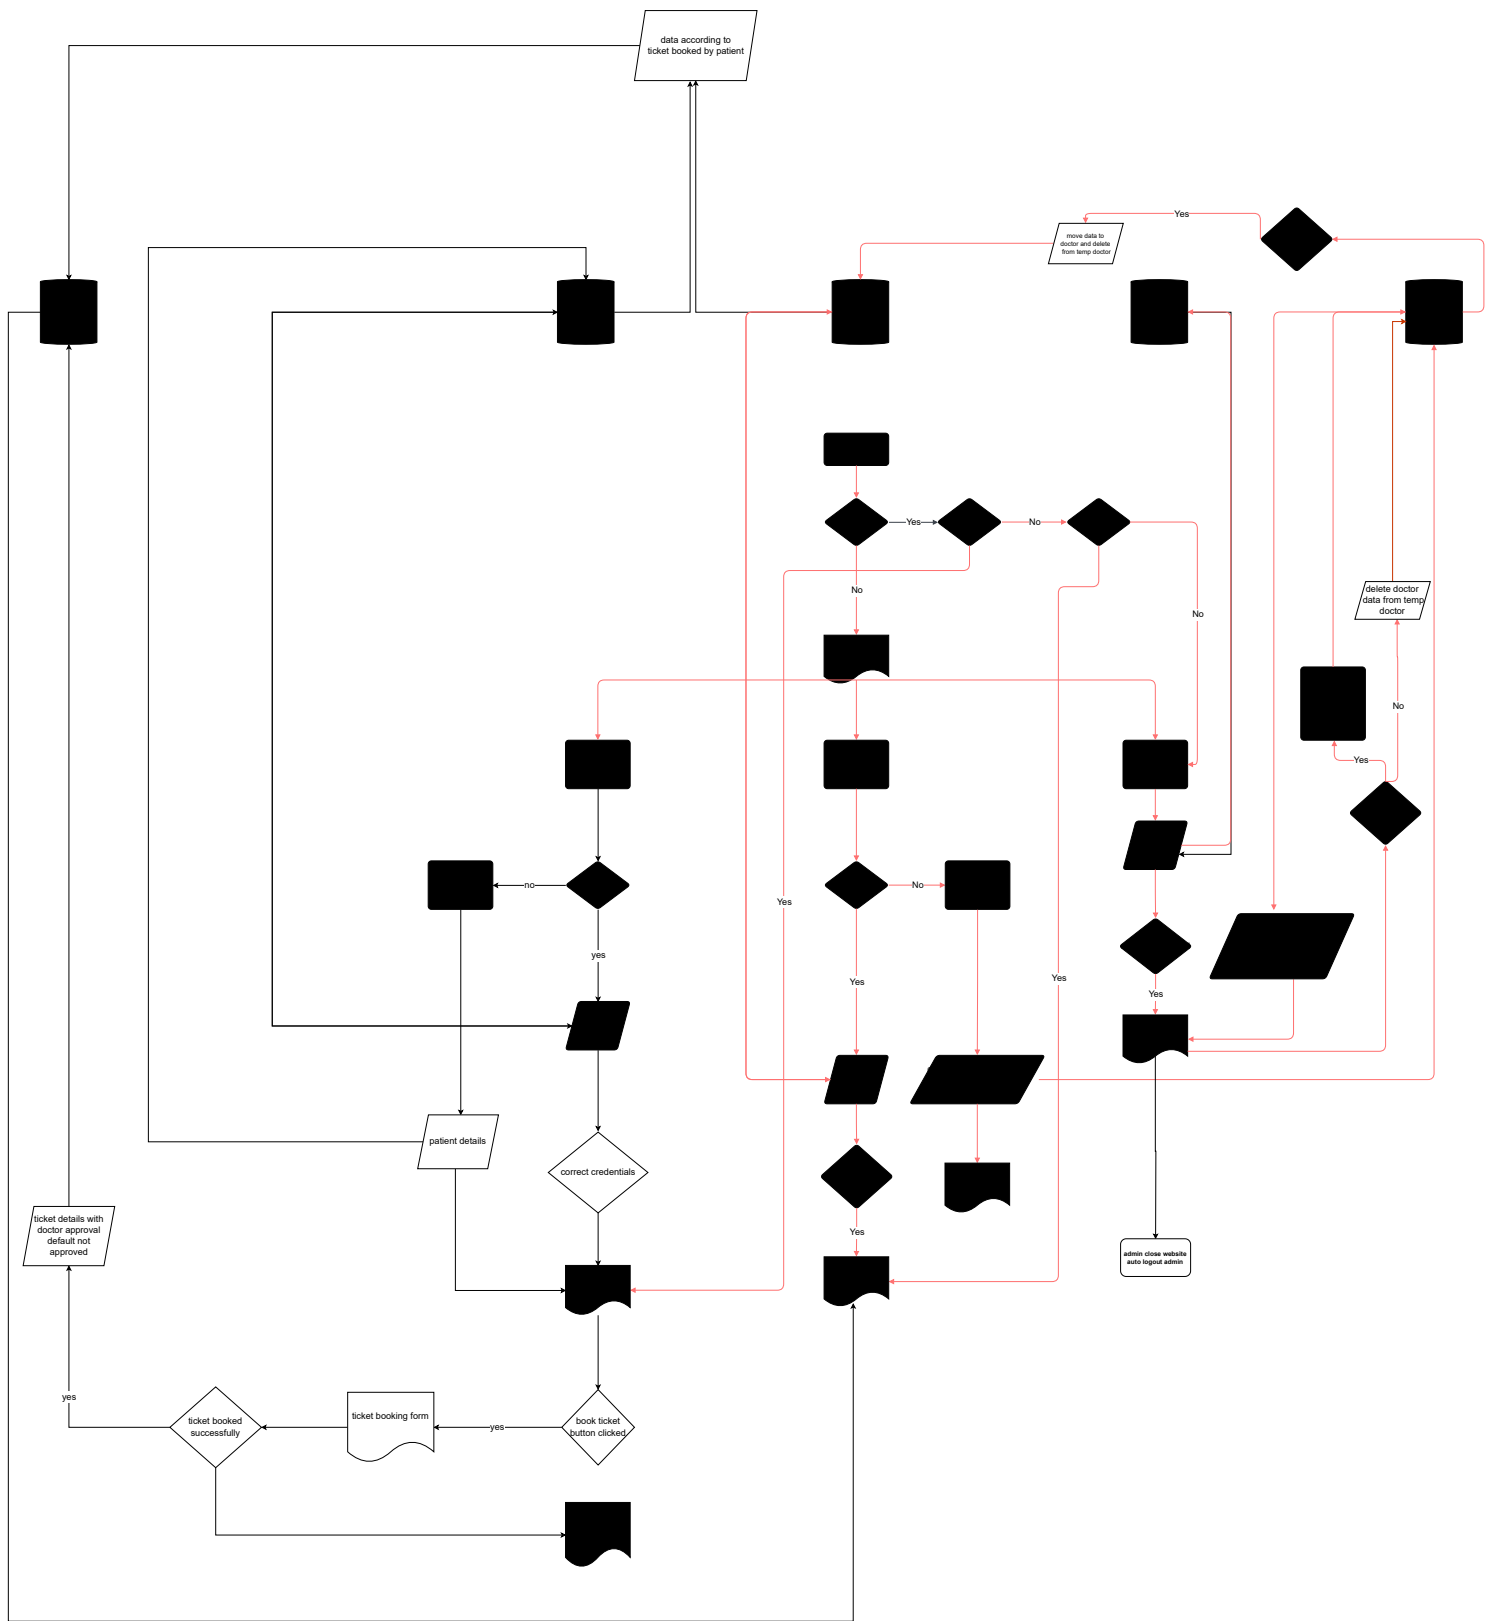 data according to
ticket booked by patient
Yes
move data to
doctor and delete
from temp doctor
Yes
No
No
No
delete doctor
data from temp
doctor
No
Yes
no
No
Yes
yes
Yes
Yes
Yes
patient details
correct credentials
ticket details with
doctor approval
default not
approved
Yes
admin close website
auto logout admin
yes
ticket booked
successfully
ticket booking form
yes
book ticket
button clicked